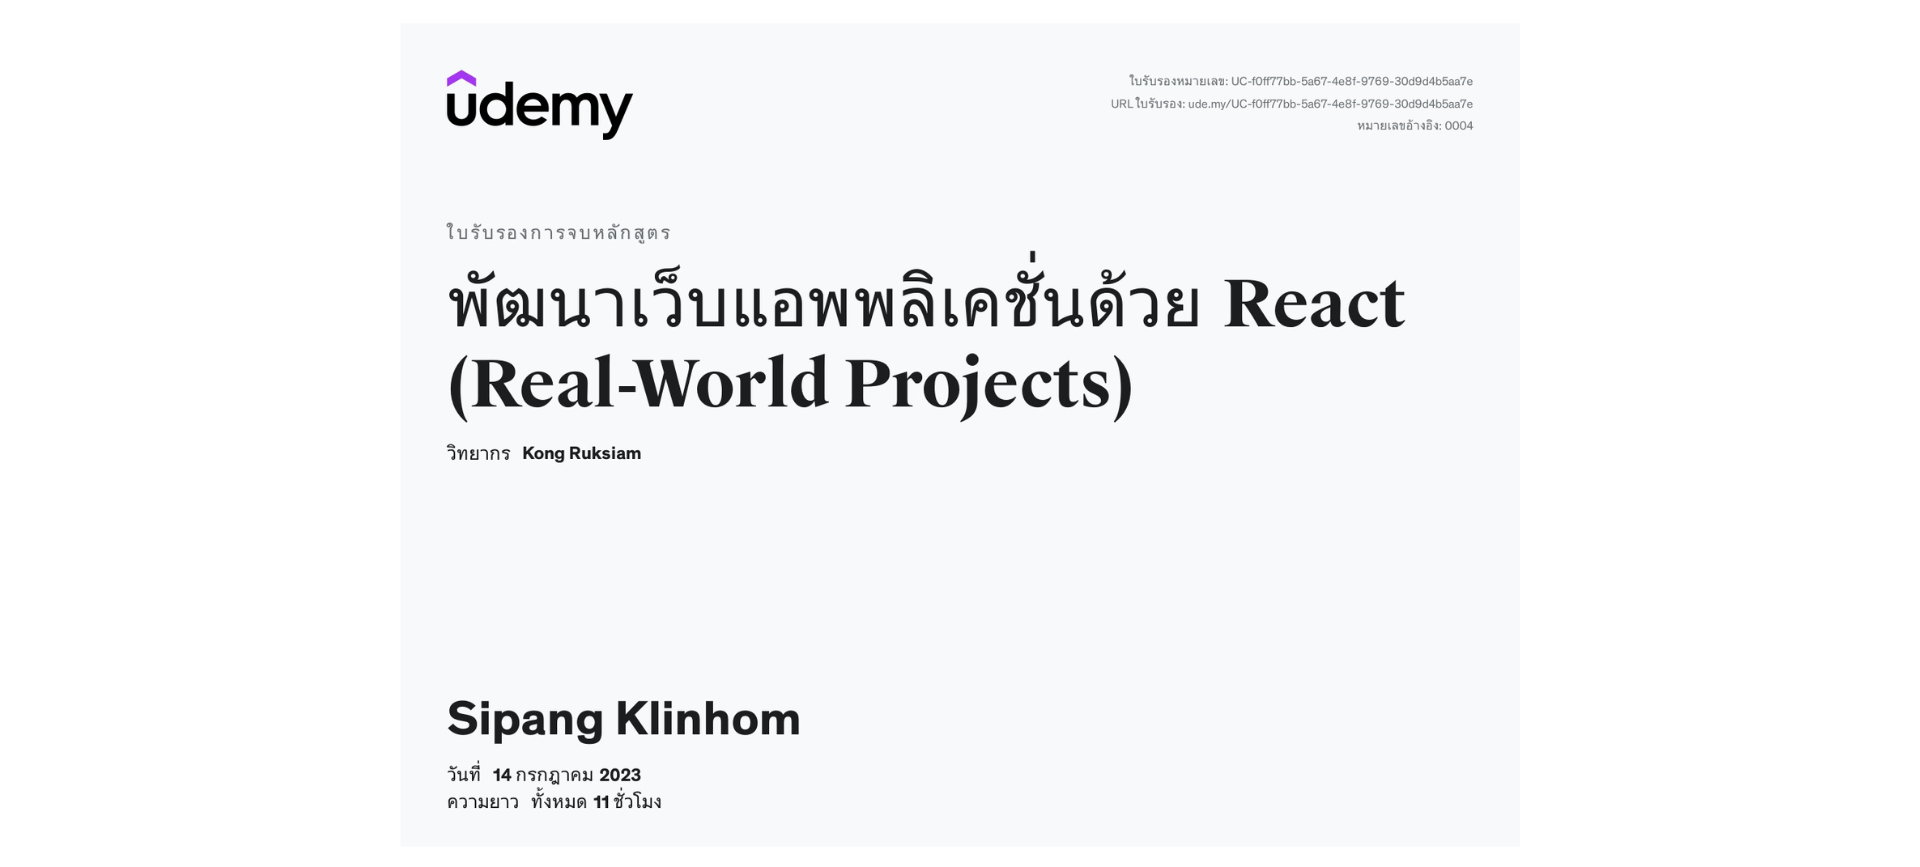 udemy
ใบรับรองหมายเลข: UC-f0ff77bb-5a67-4e8f-9769-30d9d4b5aa7e
URL ใบรับรอง: ude.my/UC-f0ff77bb-5a67-4e8f-9769-30d9d4b5aa7e
หมายเลขอ้างอิง: 0004
ใบรับรองการจบหลักสูตร
พัฒนาเว็บแอพพลิเคชั่นด้วย React
(Real-World Projects)
วิทยากร Kong Ruksiam
Sipang Klinhom
วันที่ 14 กรกฎาคม 2023
ความยาว ทั้งหมด 11 ชั่วโมง